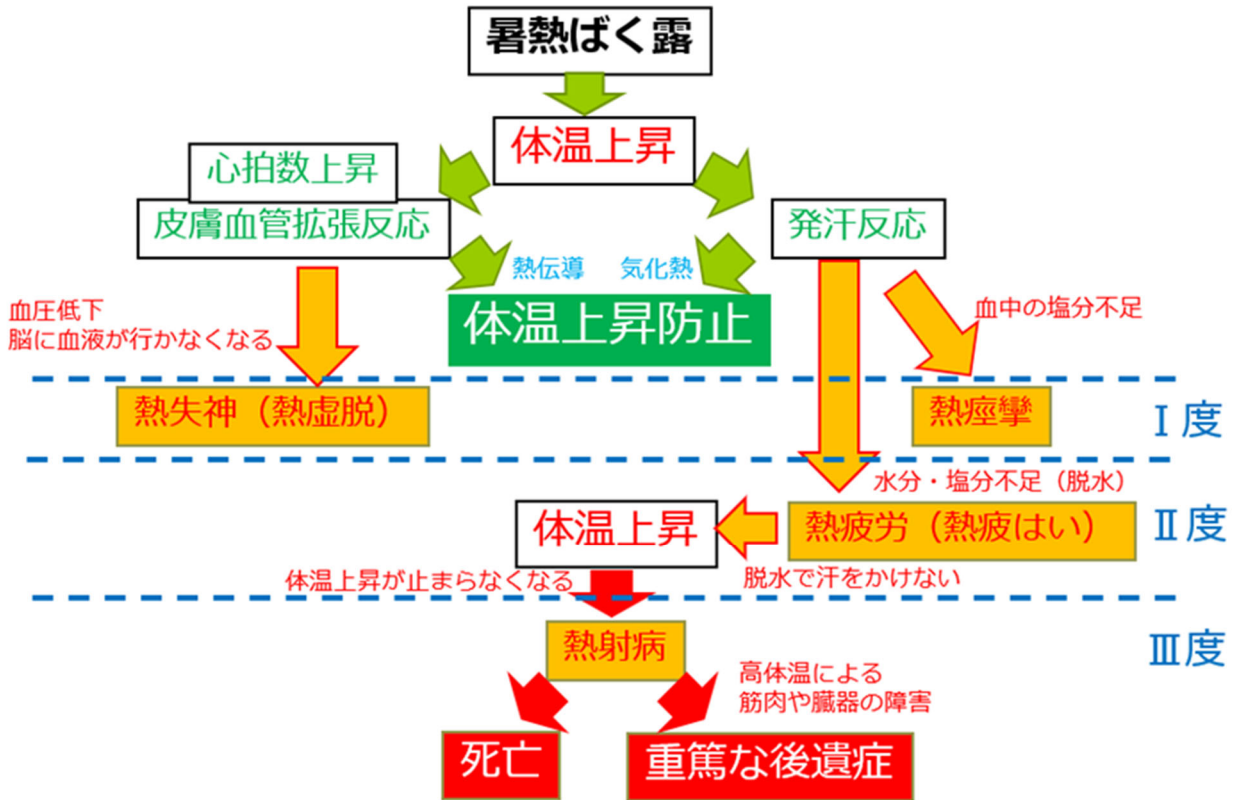 暑熱ばく露
体温上昇
心拍数上昇
皮膚血管拡張反応
発汗反応
熱伝導
気化熱
体温上昇防止
血圧低下
脳に血液が行かなくなる
血中の塩分不足
熱失神（熱虚脱）
熱痙攣
Ⅰ度
水分・塩分不足（脱水）
体温上昇
熱疲労（熱疲はい）
Ⅱ度
体温上昇が止まらなくなる
脱水で汗をかけない
熱射病
Ⅲ度
高体温による
筋肉や臓器の障害
死亡
重篤な後遺症